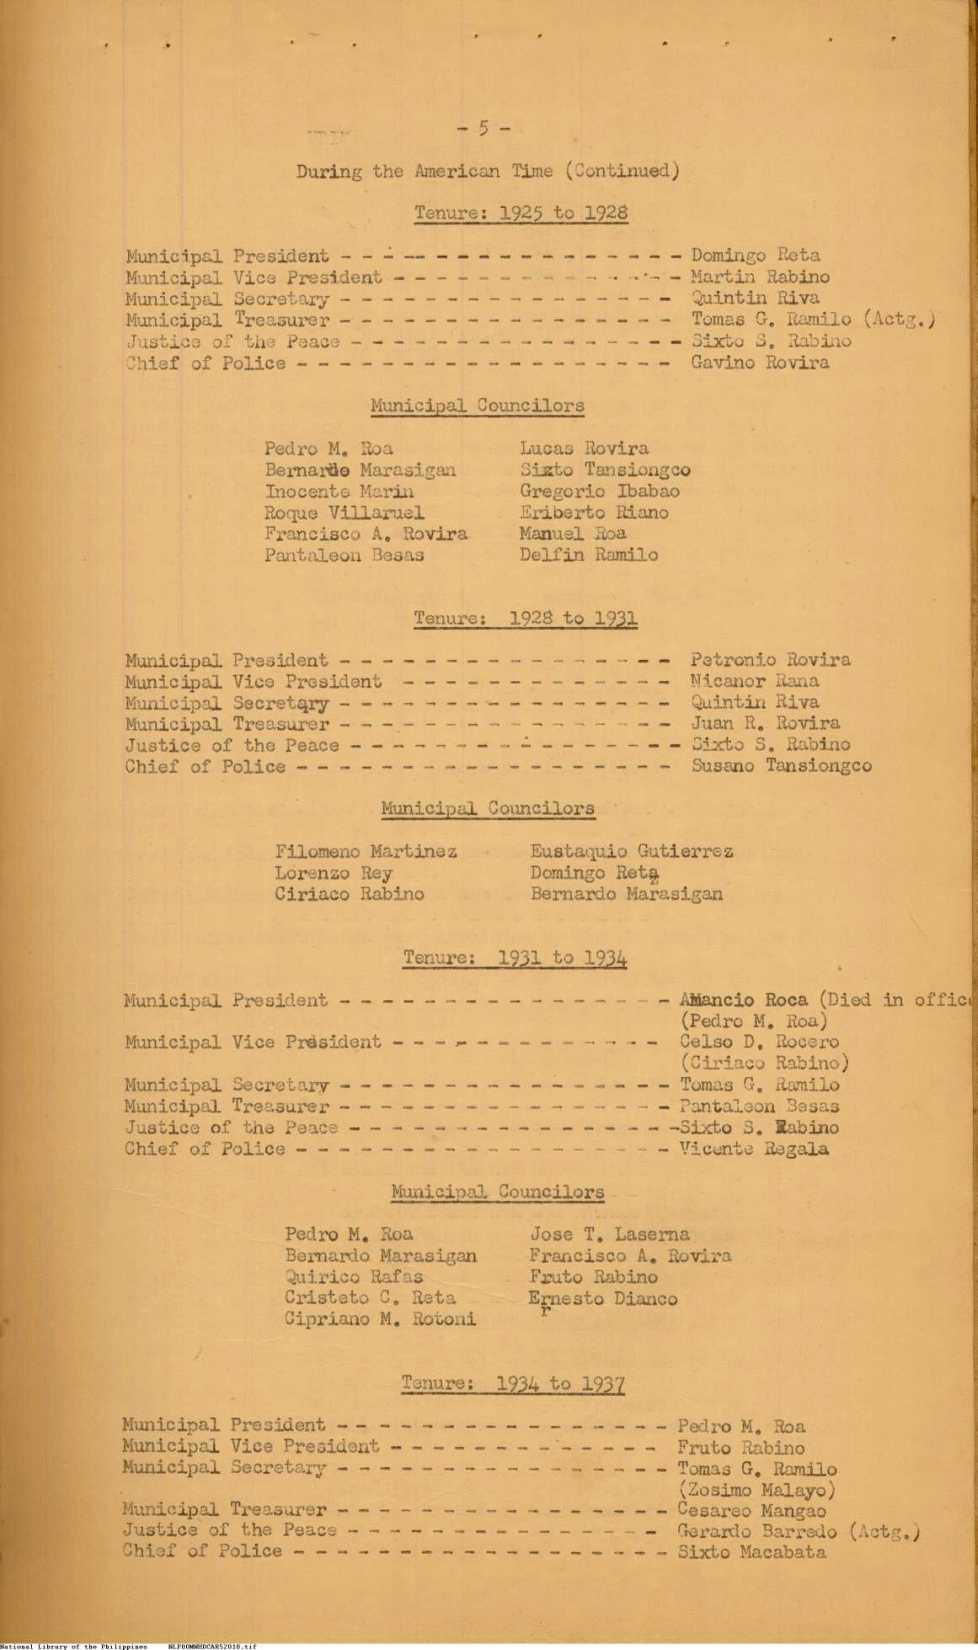 - 5 -
During the American Time (Continued)
Tenure: 1925 to 1928
Municipal President - - - - - - - - - - - - - - - - Domingo Reta
Municipal Vice President - - - - - - - - - - - - - - Martin Rabino
Municipal Secretary - - - - - - - - - - - - - - - - Quintin Riva
Municipal Treasurer - - - - - - - - - - - - - - - - Tomas G. Ramilo (Actg.)
Justice of the Peace - - - - - - - - - - - - - - - - Sixto S. Rabino
Chief of Police - - - - - - - - - - - - - - - - - - Gavino Rovira
Municipal Councilors
Pedro M. Roa Lucas Rovira
Bernardo Marasigan Sixto Tansiongco
Inocente Marin Gregorio Ibabao
Roque Villaruel Eriberto Riano
Francisco A. Rovira Manuel Roa
Pantaleon Besas Delfin Ramilo
Tenure: 1928 to 1931
Municipal President - - - - - - - - - - - - - - - - Petronio Rovira
Municipal Vice President - - - - - - - - - - - - - Nicanor Rana
Municipal Secretary - - - - - - - - - - - - - - - - Quintin Riva
Municipal Treasurer - - - - - - - - - - - - - - - - Juan R. Rovira
Justice of the Peace - - - - - - - - - - - - - - - - Sixto S. Rabino
Chief of Police - - - - - - - - - - - - - - - - - - Susano Tansiongco
Municipal Councilors
Filomeno Martinez Eustaquio Gutierrez
Lorenzo Rey Domingo Reta
Ciriaco Rabino Bernardo Marasigan
Tenure: 1931 to 1934
Municipal President - - - - - - - - - - - - - - - - Amancio Roca (Died in offic
(Pedro M. Roa)
Municipal Vice President - - - - - - - - - - - - - Celso D. Rocero
(Ciriaco Rabino)
Municipal Secretary - - - - - - - - - - - - - - - - Tomas G. Ramilo
Municipal Treasurer - - - - - - - - - - - - - - - - Pantaleon Besas
Justice of the Peace - - - - - - - - - - - - - - - -Sixto S. Rabino
Chief of Police - - - - - - - - - - - - - - - - - - Vicente Regala
Municipal Councilors
Pedro M. Roa Jose T. Laserna
Bernardo Marasigan Francisco A. Rovira
Quirico Rafas Fruto Rabino
Cristeto C. Reta Ernesto Dianco
Cipriano M. Rotoni r
Tenure: 1934 to 1937
Municipal President - - - - - - - - - - - - - - - - Pedro M. Roa
Municipal Vice President - - - - - - - - - - - - - Fruto Rabino
Municipal Secretary - - - - - - - - - - - - - - - - Tomas G. Ramilo
(Zosimo Malayo)
Municipal Treasurer - - - - - - - - - - - - - - - - Cesareo Mangao
Justice of the Peace - - - - - - - - - - - - - - - Gerardo Barredo (Actg.)
Chief of Police - - - - - - - - - - - - - - - - - - Sixto Macabata
National Library of the Philippines